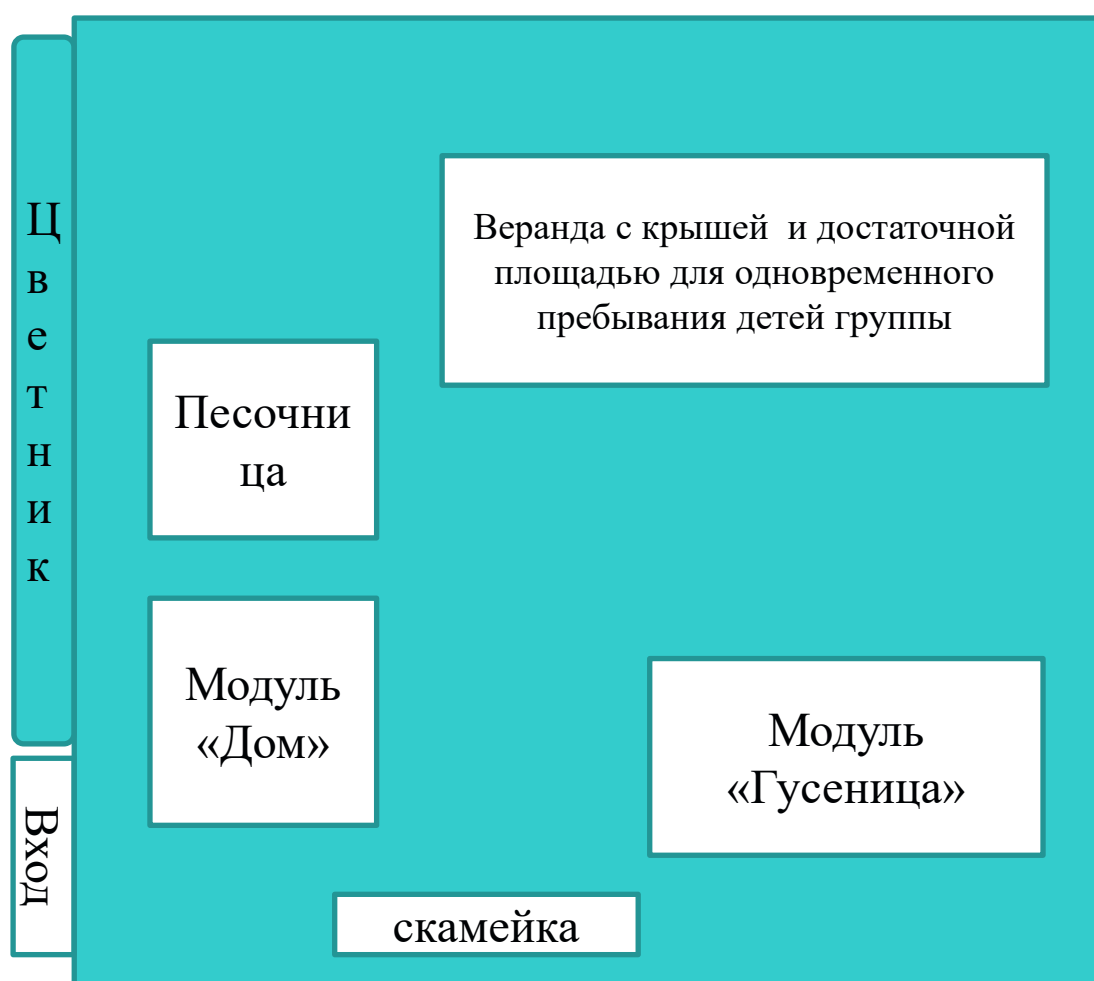 Цветник
Веранда с крышей и достаточной
площадью для одновременного
пребывания детей группы
Песочни
ца
Модуль
«Дом»
Модуль
«Гусеница»
Вход
скамейка